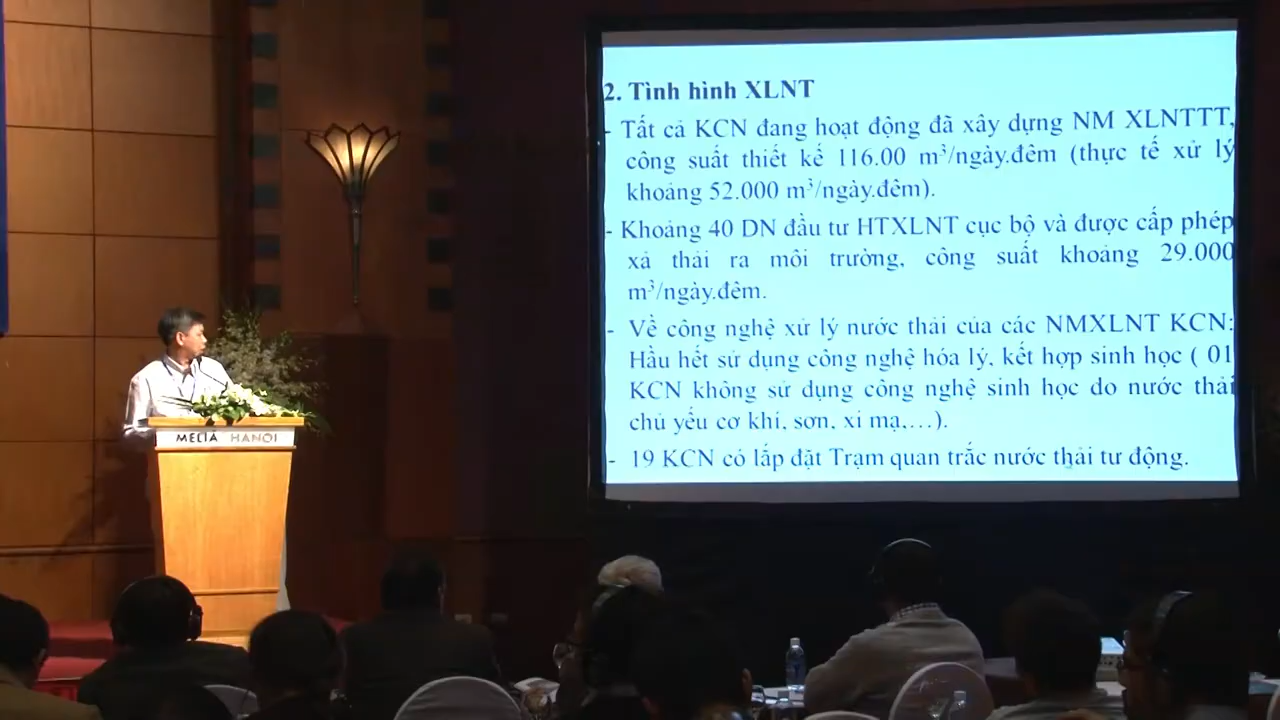 2. Tình hình XLNT
- Tất cả KCN đang hoạt động đã xây dựng NM XLNTTT,
công suất thiết kế 116.00 m³/ngày.đêm (thực tế xử lý
khoảng 52.000 m³/ngày.đêm).
- Khoảng 40 DN đầu tư HTXLNT cục bộ và được cấp phép
xả thải ra môi trường, công suất khoảng 29.000
m³/ngày.đêm.
- Về công nghệ xử lý nước thải của các NMXLNT KCN:
Hầu hết sử dụng công nghệ hóa lý, kết hợp sinh học ( 01
KCN không sử dụng công nghệ sinh học do nước thải
chủ yếu cơ khí, sơn, xi mạ,…).
- 19 KCN có lắp đặt Trạm quan trắc nước thải tư động.
MELIÁ HANOI